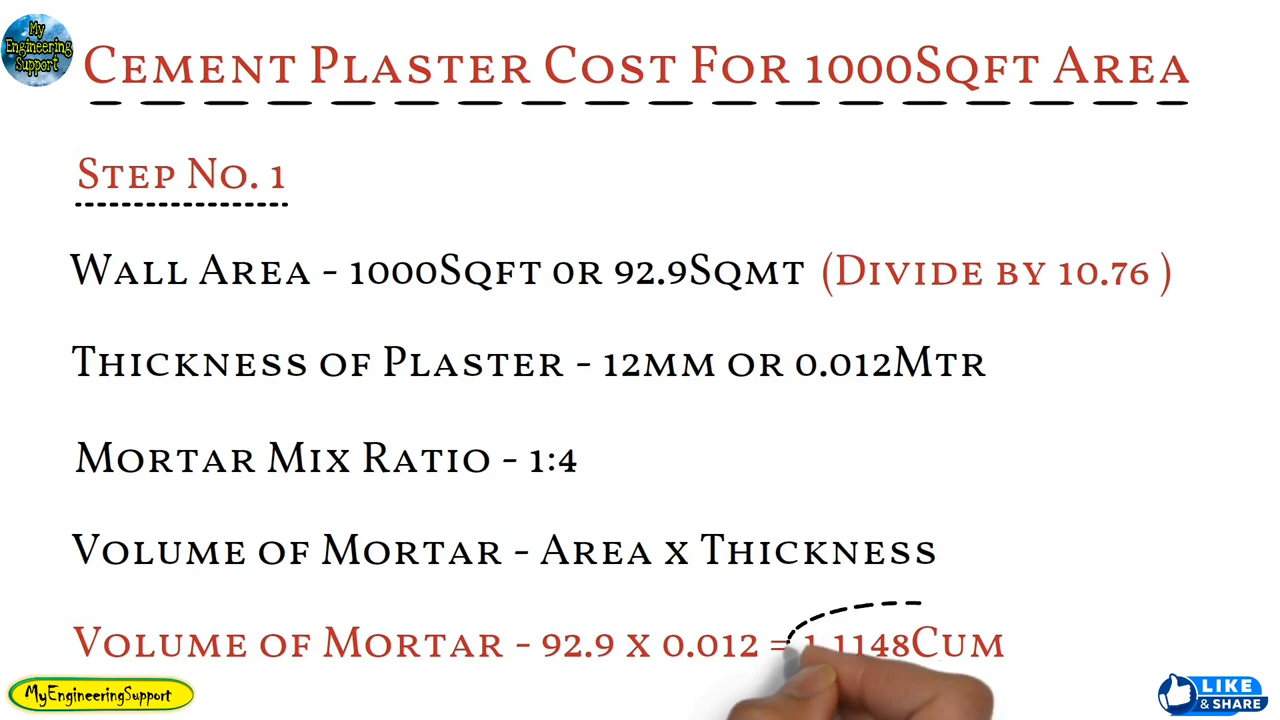 My
Engineering
Support
Cement Plaster Cost For 1000Sqft Area
Step No. 1
Wall Area - 1000Sqft or 92.9Sqmt (Divide by 10.76 )
Thickness of Plaster - 12mm or 0.012Mtr
Mortar Mix Ratio - 1:4
Volume of Mortar - Area x Thickness
Volume of Mortar - 92.9 x 0.012 = 1.1148Cum
MyEngineeringSupport
LIKE
& SHARE